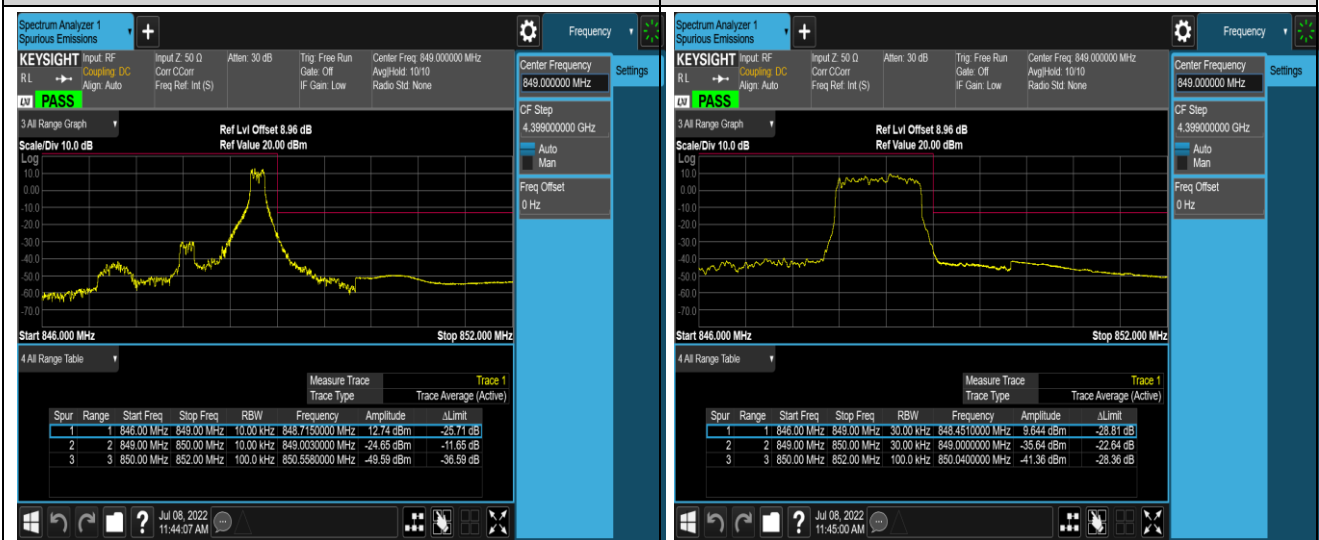 Spectrum Analyzer 1
Spurious Emissions
+
Frequency
KEYSIGHT
R L
LXI
PASS
Input: RF
Coupling: DC
Align: Auto
Input Z: 50 Ω
Corr CCorr
Freq Ref: Int (S)
Atten: 30 dB
Trig: Free Run
Gate: Off
IF Gain: Low
Center Freq: 849.000000 MHz
Avg|Hold: 10/10
Radio Std: None
Center Frequency
849.000000 MHz
Settings
CF Step
4.399000000 GHz
Auto
Man
Freq Offset
0 Hz
3 All Range Graph
Ref Lvl Offset 8.96 dB
Scale/Div 10.0 dB
Ref Value 20.00 dBm
Log
10.0
0.00
-10.0
-20.0
-30.0
-40.0
-50.0
-60.0
-70.0
Start 846.000 MHz
Stop 852.000 MHz
4 All Range Table
Measure Trace Trace 1
Trace Type Trace Average (Active)
Spur Range Start Freq Stop Freq RBW Frequency Amplitude ΔLimit
1 1 846.00 MHz 849.00 MHz 10.00 kHz 848.7150000 MHz 12.74 dBm -25.71 dB
2 2 849.00 MHz 850.00 MHz 10.00 kHz 849.0030000 MHz -24.65 dBm -11.65 dB
3 3 850.00 MHz 852.00 MHz 100.0 kHz 850.5580000 MHz -49.59 dBm -36.59 dB
?
Jul 08, 2022
11:44:07 AM
Spectrum Analyzer 1
Spurious Emissions
+
Frequency
KEYSIGHT
R L
LXI
PASS
Input: RF
Coupling: DC
Align: Auto
Input Z: 50 Ω
Corr CCorr
Freq Ref: Int (S)
Atten: 30 dB
Trig: Free Run
Gate: Off
IF Gain: Low
Center Freq: 849.000000 MHz
Avg|Hold: 10/10
Radio Std: None
Center Frequency
849.000000 MHz
Settings
CF Step
4.399000000 GHz
Auto
Man
Freq Offset
0 Hz
3 All Range Graph
Ref Lvl Offset 8.96 dB
Scale/Div 10.0 dB
Ref Value 20.00 dBm
Log
10.0
0.00
-10.0
-20.0
-30.0
-40.0
-50.0
-60.0
-70.0
Start 846.000 MHz
Stop 852.000 MHz
4 All Range Table
Measure Trace Trace 1
Trace Type Trace Average (Active)
Spur Range Start Freq Stop Freq RBW Frequency Amplitude ΔLimit
1 1 846.00 MHz 849.00 MHz 30.00 kHz 848.4510000 MHz 9.644 dBm -28.81 dB
2 2 849.00 MHz 850.00 MHz 30.00 kHz 849.0000000 MHz -35.64 dBm -22.64 dB
3 3 850.00 MHz 852.00 MHz 100.0 kHz 850.0400000 MHz -41.36 dBm -28.36 dB
?
Jul 08, 2022
11:45:00 AM